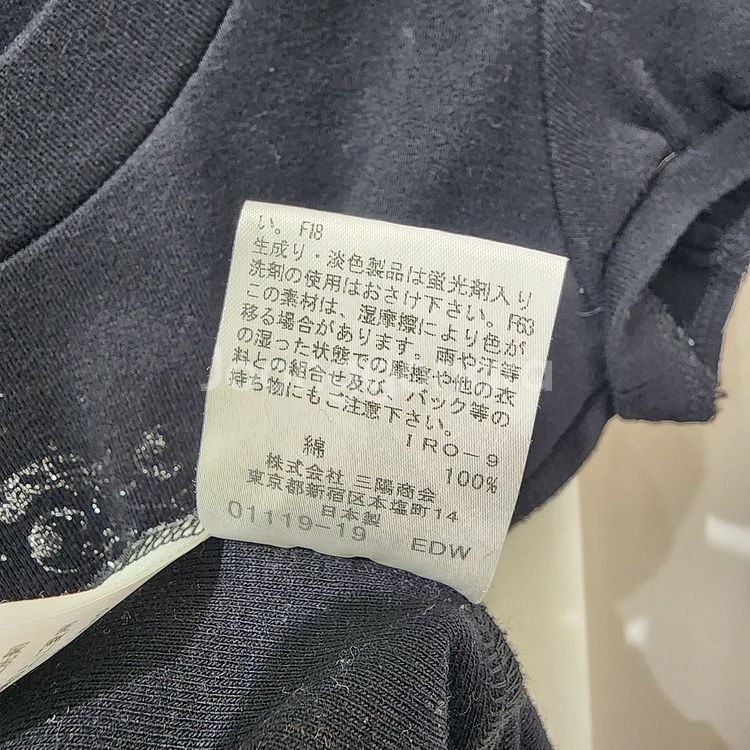 い。 F18
生成り・淡色製品は蛍光剤入り
洗剤の使用はおさけ下さい。F63
この素材は、湿摩擦により色が
移る場合があります。雨や汗等
の湿った状態での摩擦や他の衣
料との組合せ及び、バック等の
持ち物にもご注意下さい。
IRO-9
綿 100%
株式会社 三陽商会
東京都新宿区本塩町14
日本製
01119-19 EDW